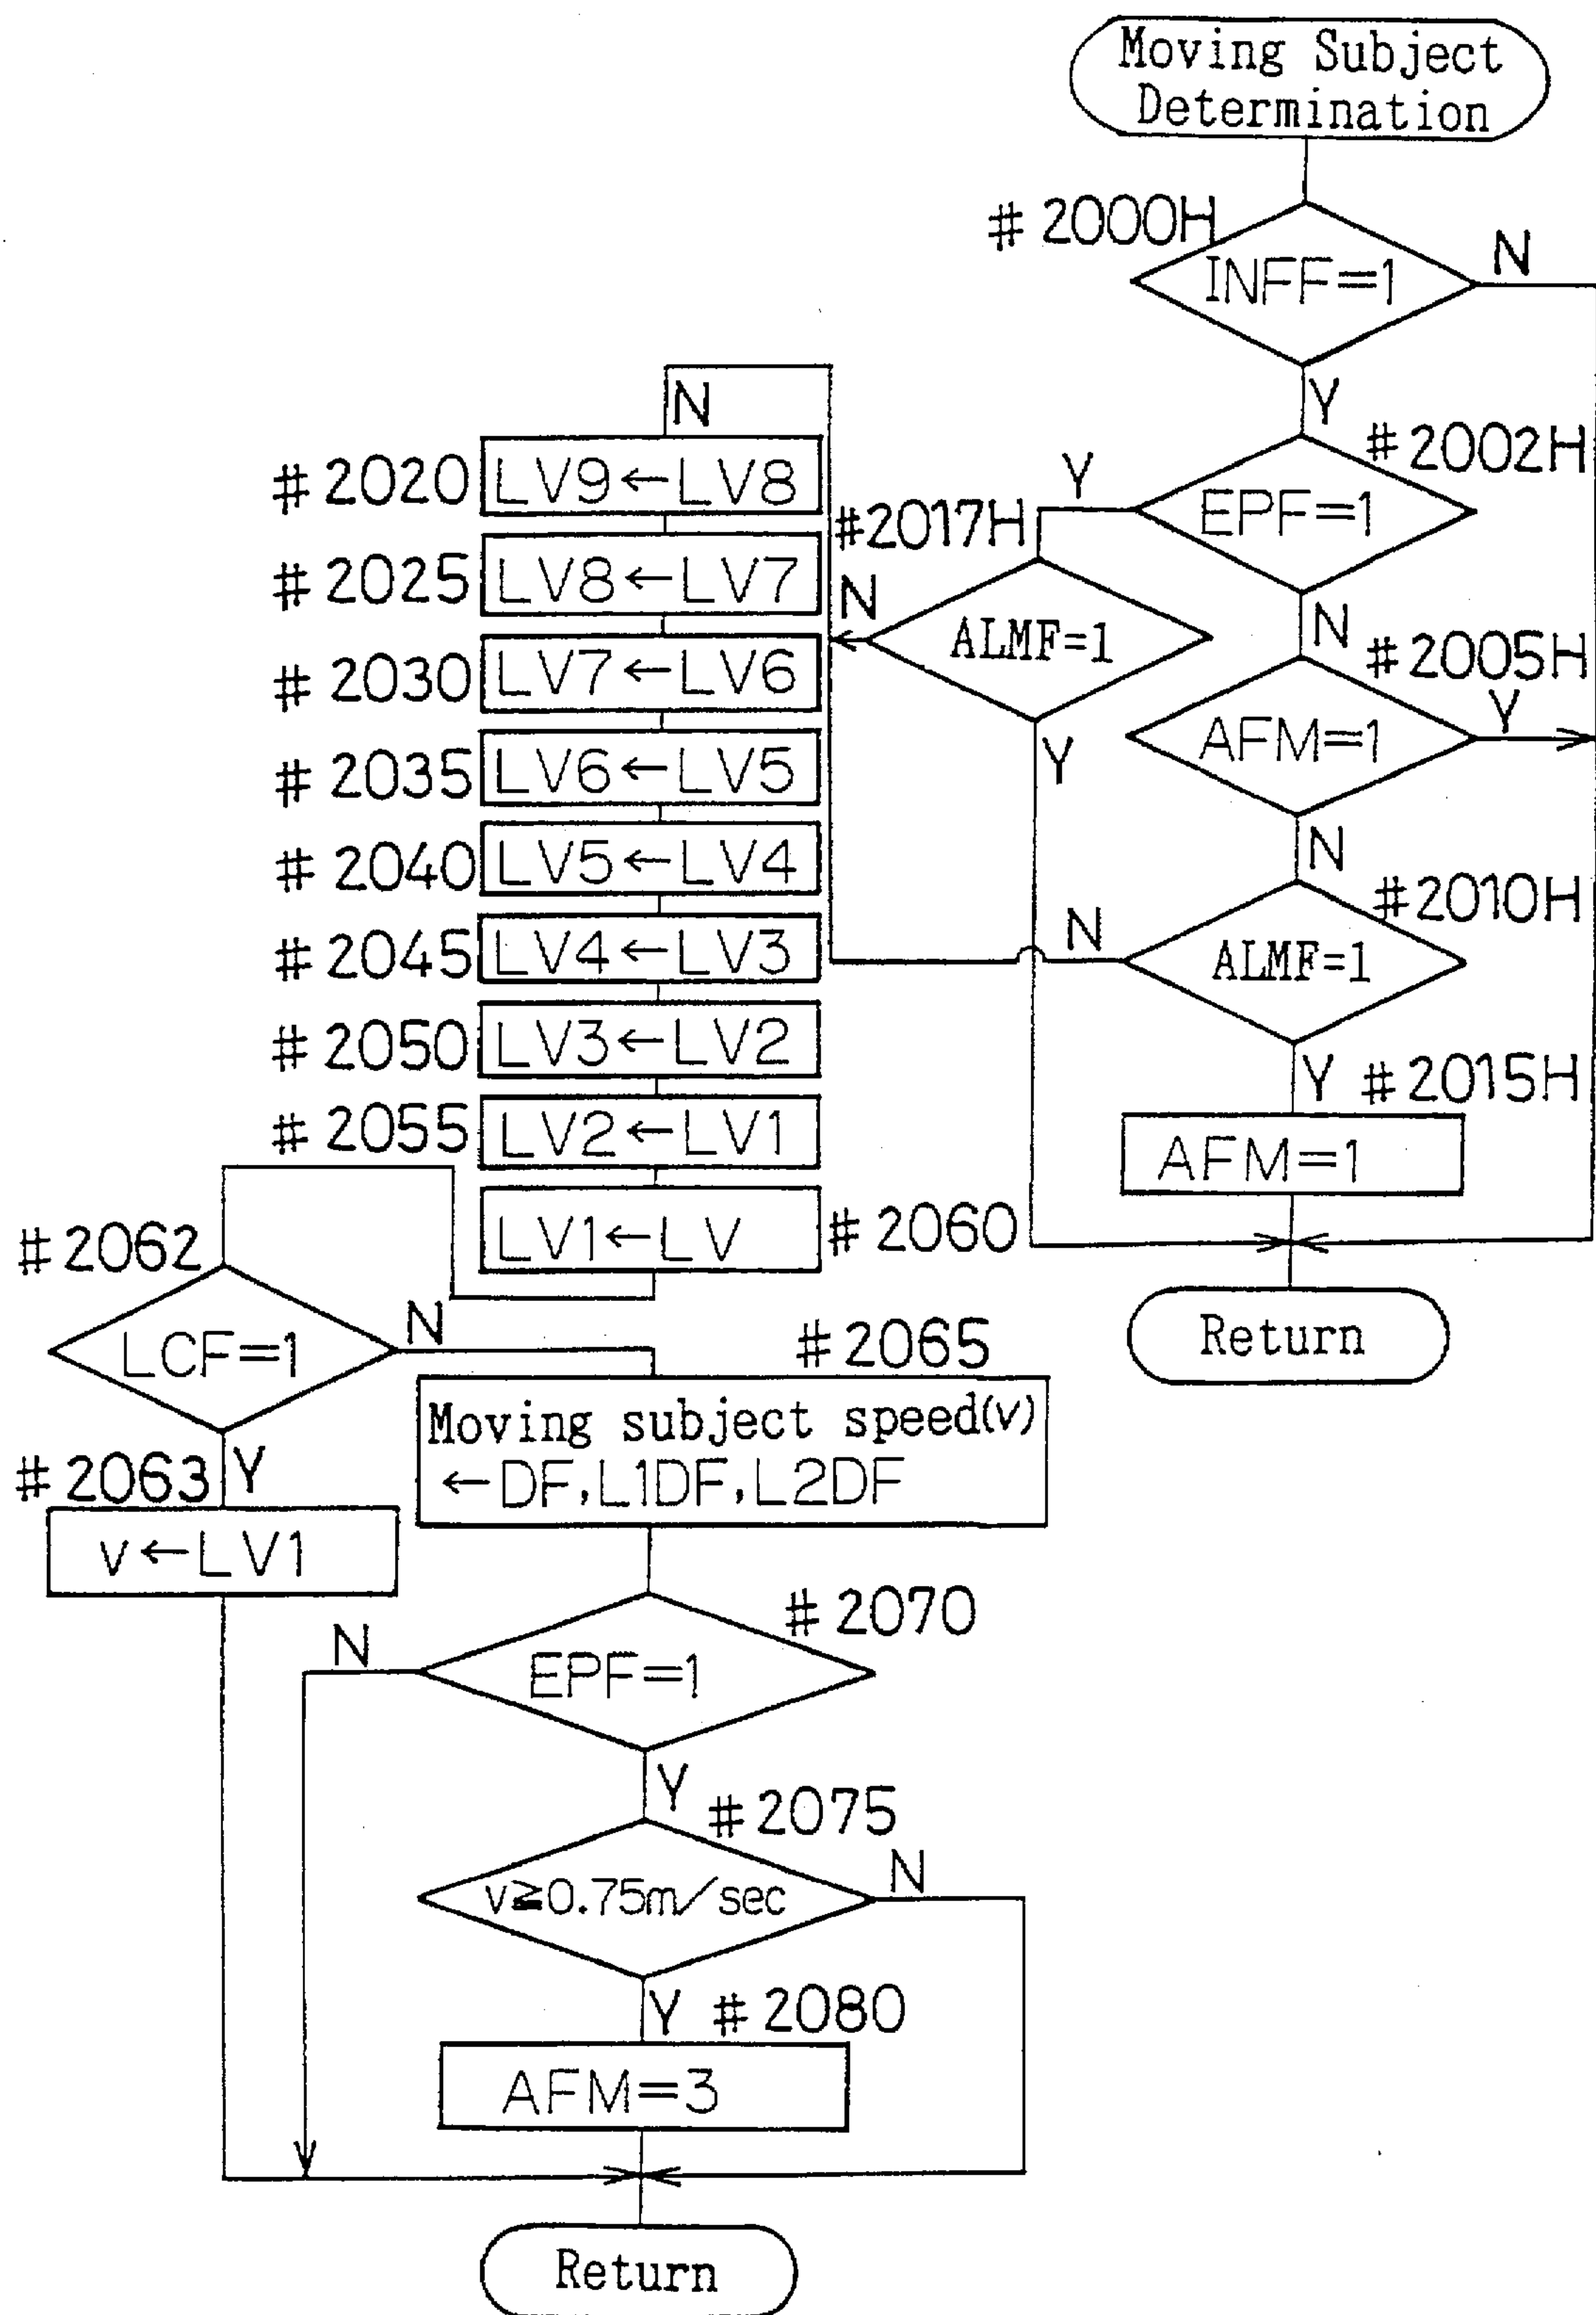 Moving Subject
Determination
#2000H
INFF=1
N
Y
#2002H
EPF=1
Y
N
#2017H
ALMF=1
N
Y
#2005H
AFM=1
Y
N
#2010H
ALMF=1
N
Y
#2015H
AFM=1
Return
N
#2020 LV9←LV8
#2025 LV8←LV7
#2030 LV7←LV6
#2035 LV6←LV5
#2040 LV5←LV4
#2045 LV4←LV3
#2050 LV3←LV2
#2055 LV2←LV1
LV1←LV #2060
#2062
LCF=1
N
Y
#2063
v←LV1
#2065
Moving subject speed(v)
←DF,L1DF,L2DF
#2070
EPF=1
N
Y
#2075
v≧0.75m/sec
N
Y
#2080
AFM=3
Return